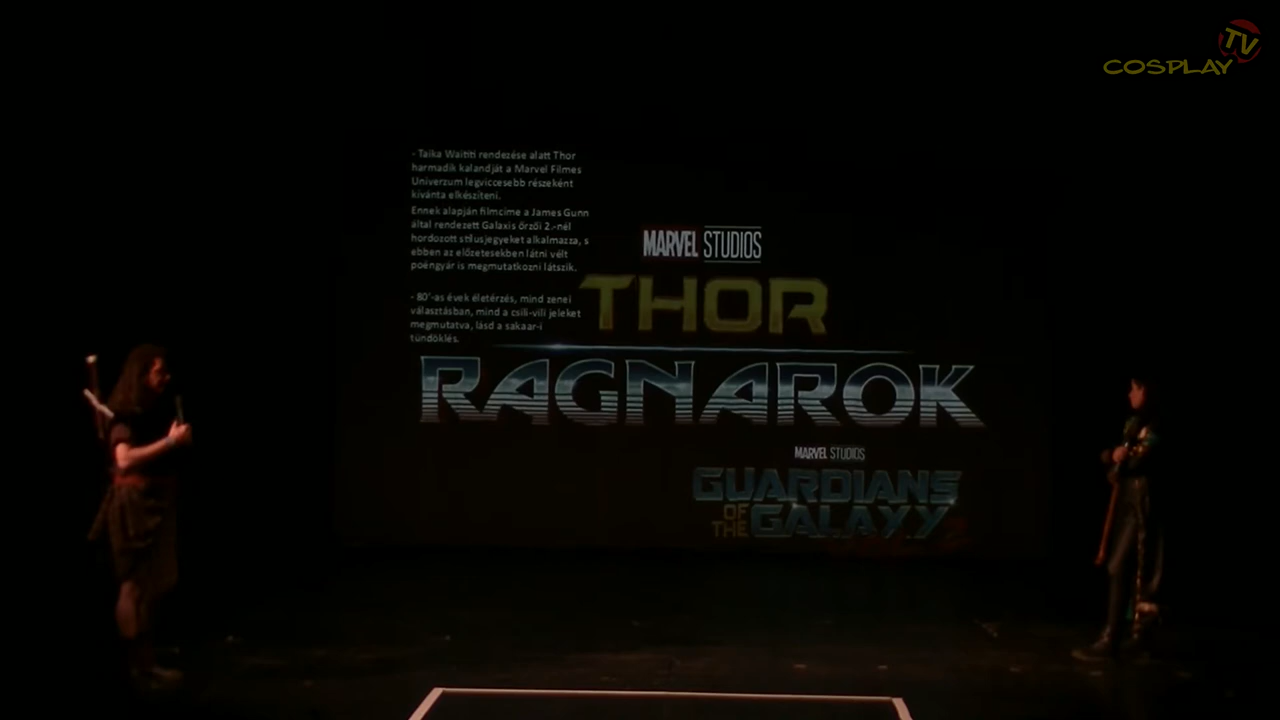 COSPLAY TV
- Taika Waititi rendezése alatt Thor
harmadik kalandját a Marvel Filmes
Univerzum legviccesebb részeként
kívánta elkészíteni.
Ennek alapján filmcíme a James Gunn
által rendezett Galaxis őrzői 2.-nél
hordozott stílusjegyeket alkalmazza, s
ebben az előzetesekben látni vélt
poéngyár is megmutatkozni látszik.
- 80'-as évek életérzés, mind zenei
választásban, mind a csili-vili jeleket
megmutatva, lásd a sakaar-i
tündöklés.
MARVEL STUDIOS
THOR
RAGNAROK
MARVEL STUDIOS
GUARDIANS
OF
THE GALAXY